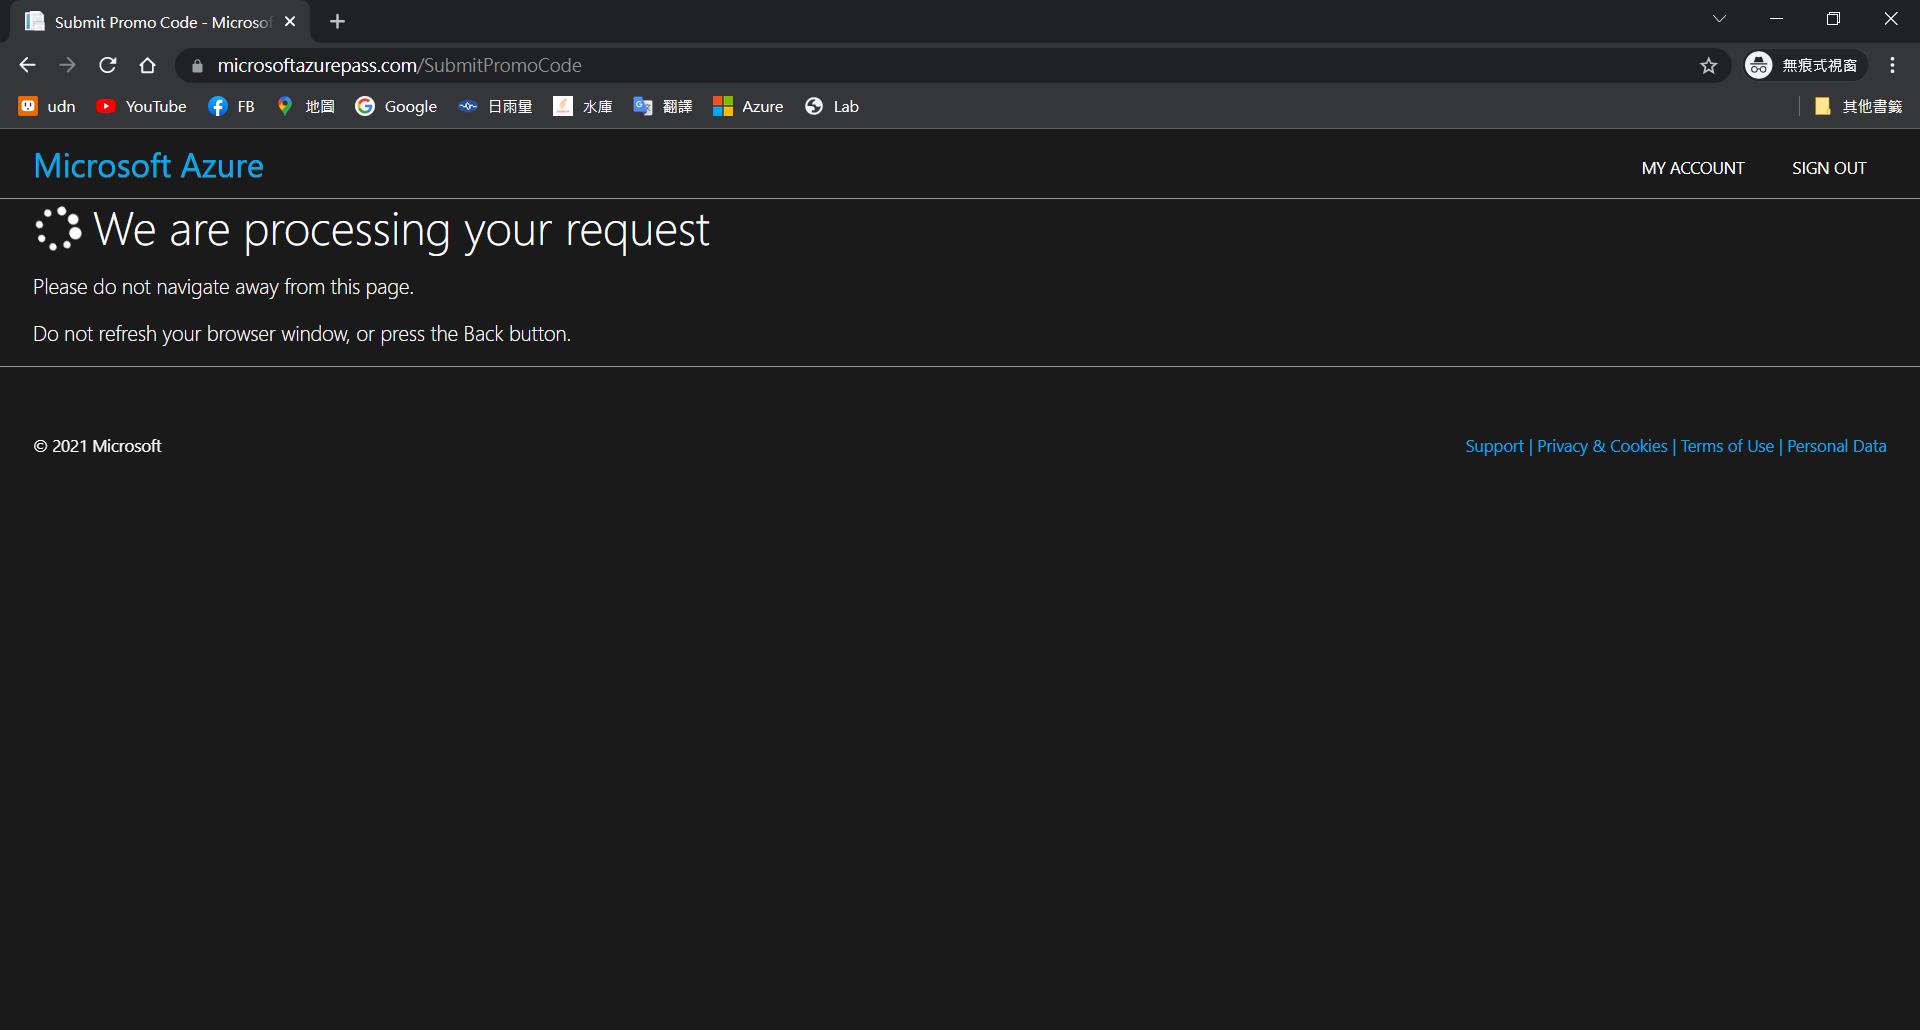 Submit Promo Code - Microsof
microsoftazurepass.com/SubmitPromoCode
無痕式視窗
udn
YouTube
FB
地圖
Google
日雨量
水庫
翻譯
Azure
Lab
其他書籤
Microsoft Azure
MY ACCOUNT
SIGN OUT
We are processing your request
Please do not navigate away from this page.
Do not refresh your browser window, or press the Back button.
© 2021 Microsoft
Support | Privacy & Cookies | Terms of Use | Personal Data